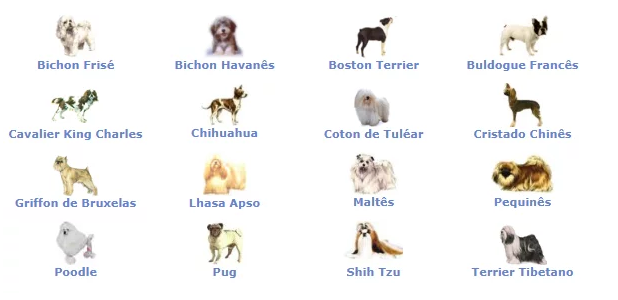 Bichon Frisé
Bichon Havanês
Boston Terrier
Buldogue Francês
Cavalier King Charles
Chihuahua
Coton de Tuléar
Cristado Chinês
Griffon de Bruxelas
Lhasa Apso
Maltês
Pequinês
Poodle
Pug
Shih Tzu
Terrier Tibetano